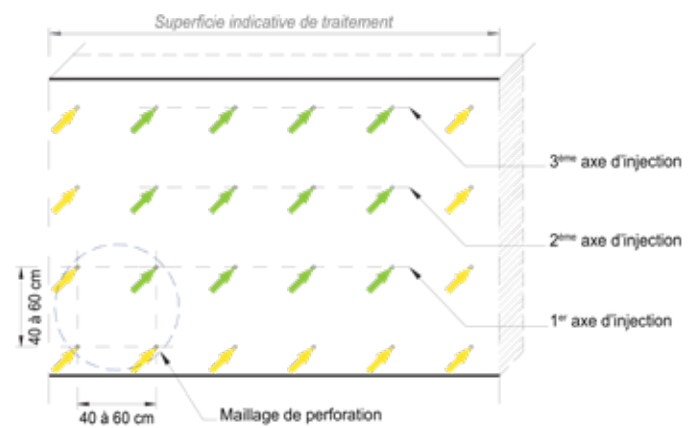 Superficie indicative de traitement
3ème axe d'injection
2ème axe d'injection
1er axe d'injection
40 à 60 cm
40 à 60 cm
Maillage de perforation